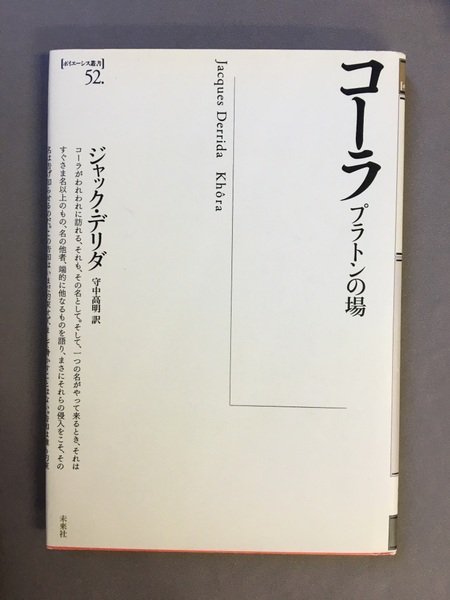 【ポイエーシス叢書】
52.
コーラ
プラトンの場
Jacques Derrida Khôra
ジャック・デリダ
守中高明 訳
コーラがわれわれに訪れる、それも、その名として。そして、一つの名がやって来るとき、それは
すぐさま名以上のもの、名の他者、端的に他なるものを語り、まさにそれらの侵入をこそ、その
未來社